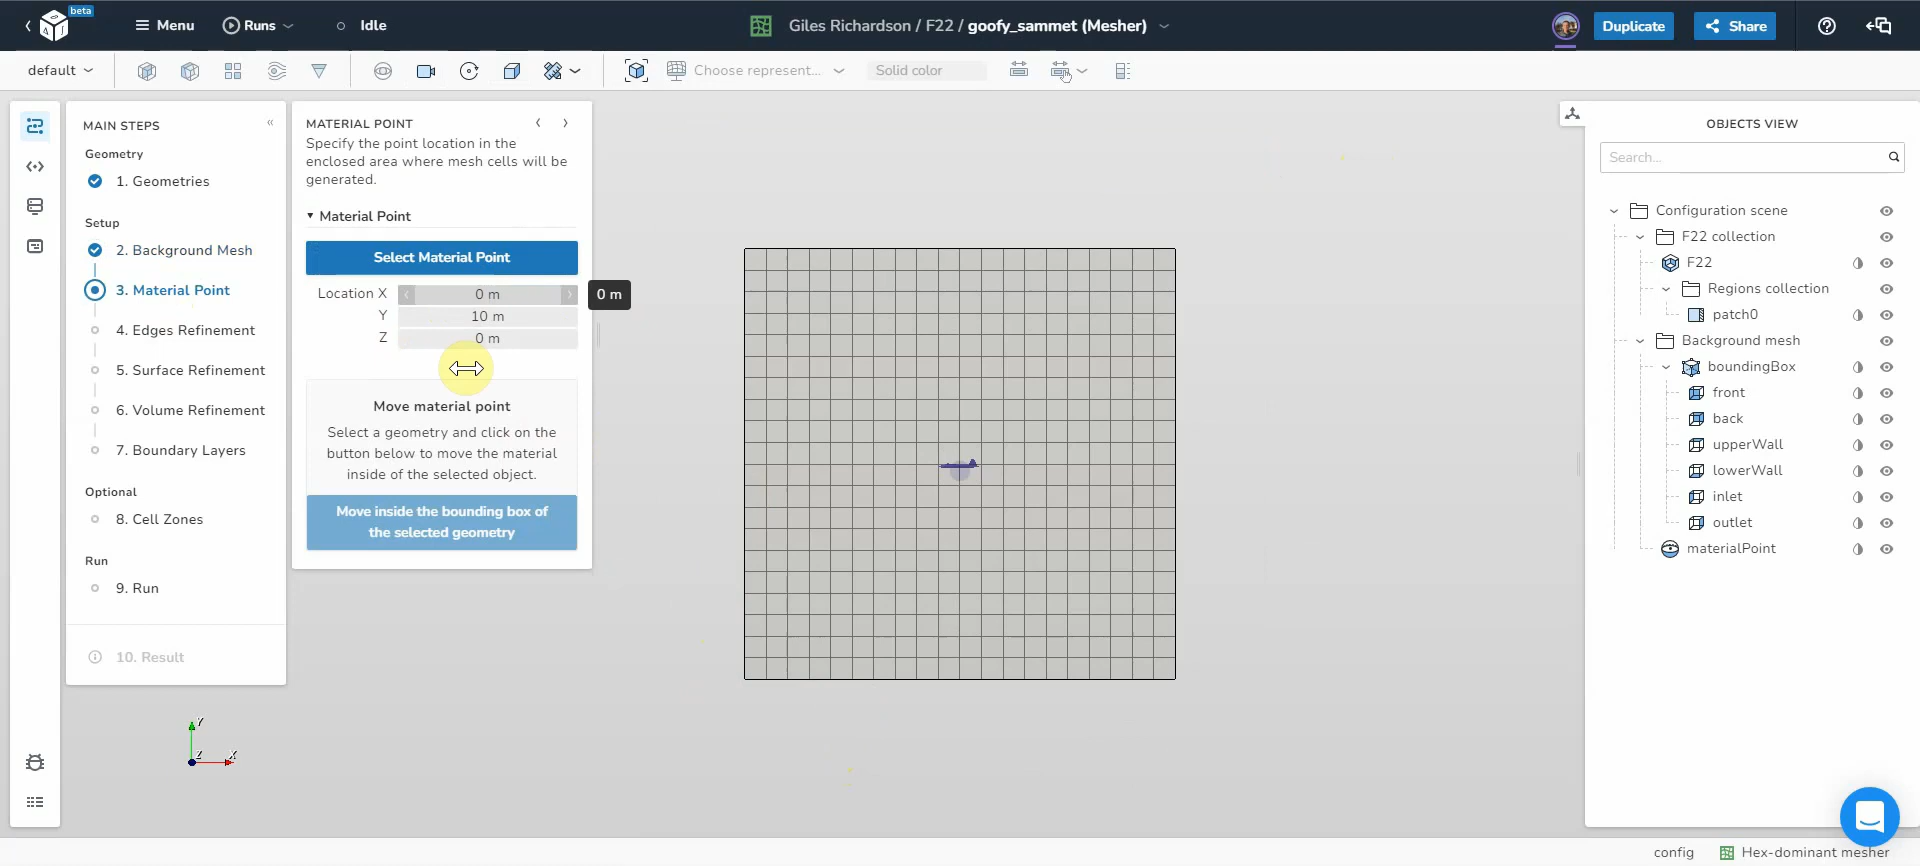 beta
Menu
Runs
Idle
Giles Richardson / F22 / goofy_sammet (Mesher)
Duplicate
Share
default
Choose represent...
Solid color
MAIN STEPS
Geometry
1. Geometries
Setup
2. Background Mesh
3. Material Point
4. Edges Refinement
5. Surface Refinement
6. Volume Refinement
7. Boundary Layers
Optional
8. Cell Zones
Run
9. Run
10. Result
MATERIAL POINT
Specify the point location in the
enclosed area where mesh cells will be
generated.
Material Point
Select Material Point
Location X 0 m
0 m
Y 10 m
Z 0 m
Move material point
Select a geometry and click on the
button below to move the material
inside of the selected object.
Move inside the bounding box of
the selected geometry
Y
Z X
OBJECTS VIEW
Search...
Configuration scene
F22 collection
F22
Regions collection
patch0
Background mesh
boundingBox
front
back
upperWall
lowerWall
inlet
outlet
materialPoint
config
Hex-dominant mesher